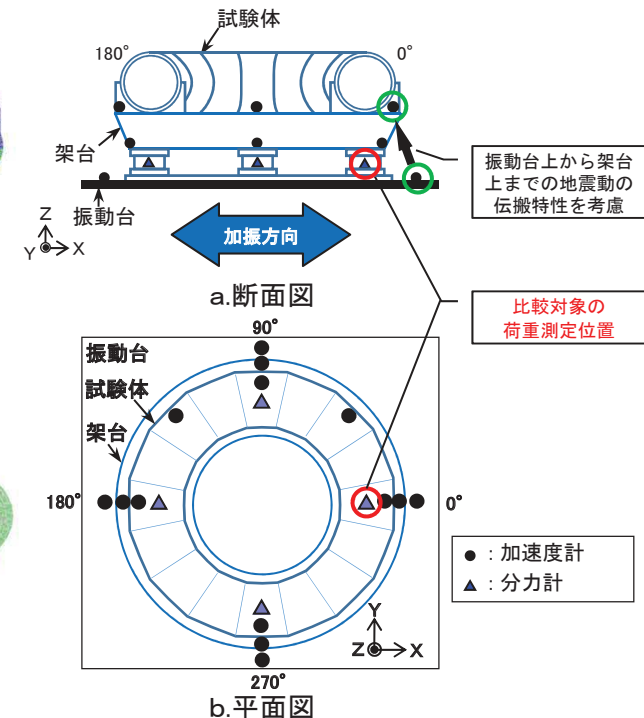 試験体
180°
0°
架台
振動台上から架台
上までの地震動の
伝搬特性を考慮
振動台
Z
Y
X
加振方向
a.断面図
比較対象の
荷重測定位置
90°
振動台
試験体
架台
180°
0°
●：加速度計
▲：分力計
Y
Z
X
270°
b.平面図